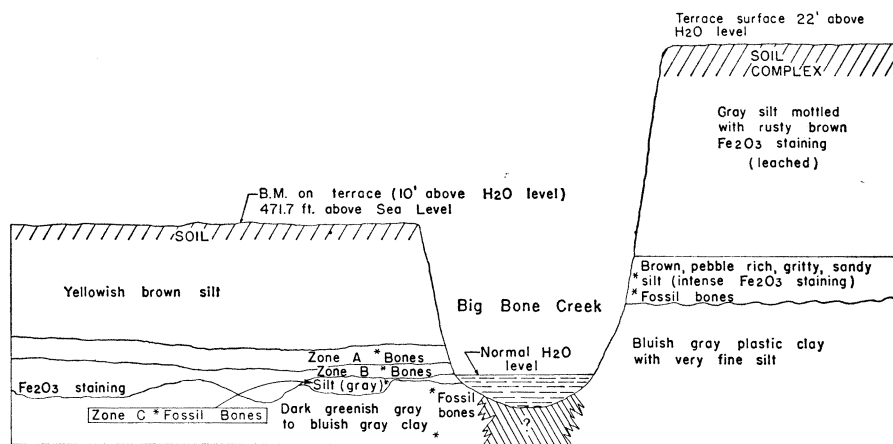 Terrace surface 22' above
H2O level
SOIL
COMPLEX
Gray silt mottled
with rusty brown
Fe2O3 staining
(leached)
B.M. on terrace (10' above H2O level)
471.7 ft. above Sea Level
SOIL
Brown, pebble rich, gritty, sandy
* silt (intense Fe2O3 staining)
* Fossil bones
Yellowish brown silt
Big Bone Creek
Bluish gray plastic clay
with very fine silt
Normal H2O
level
Zone A * Bones
Zone B * Bones
Fe2O3 staining
Silt (gray)*
* Fossil
bones
Zone C * Fossil Bones
Dark greenish gray
to bluish gray clay
*
?